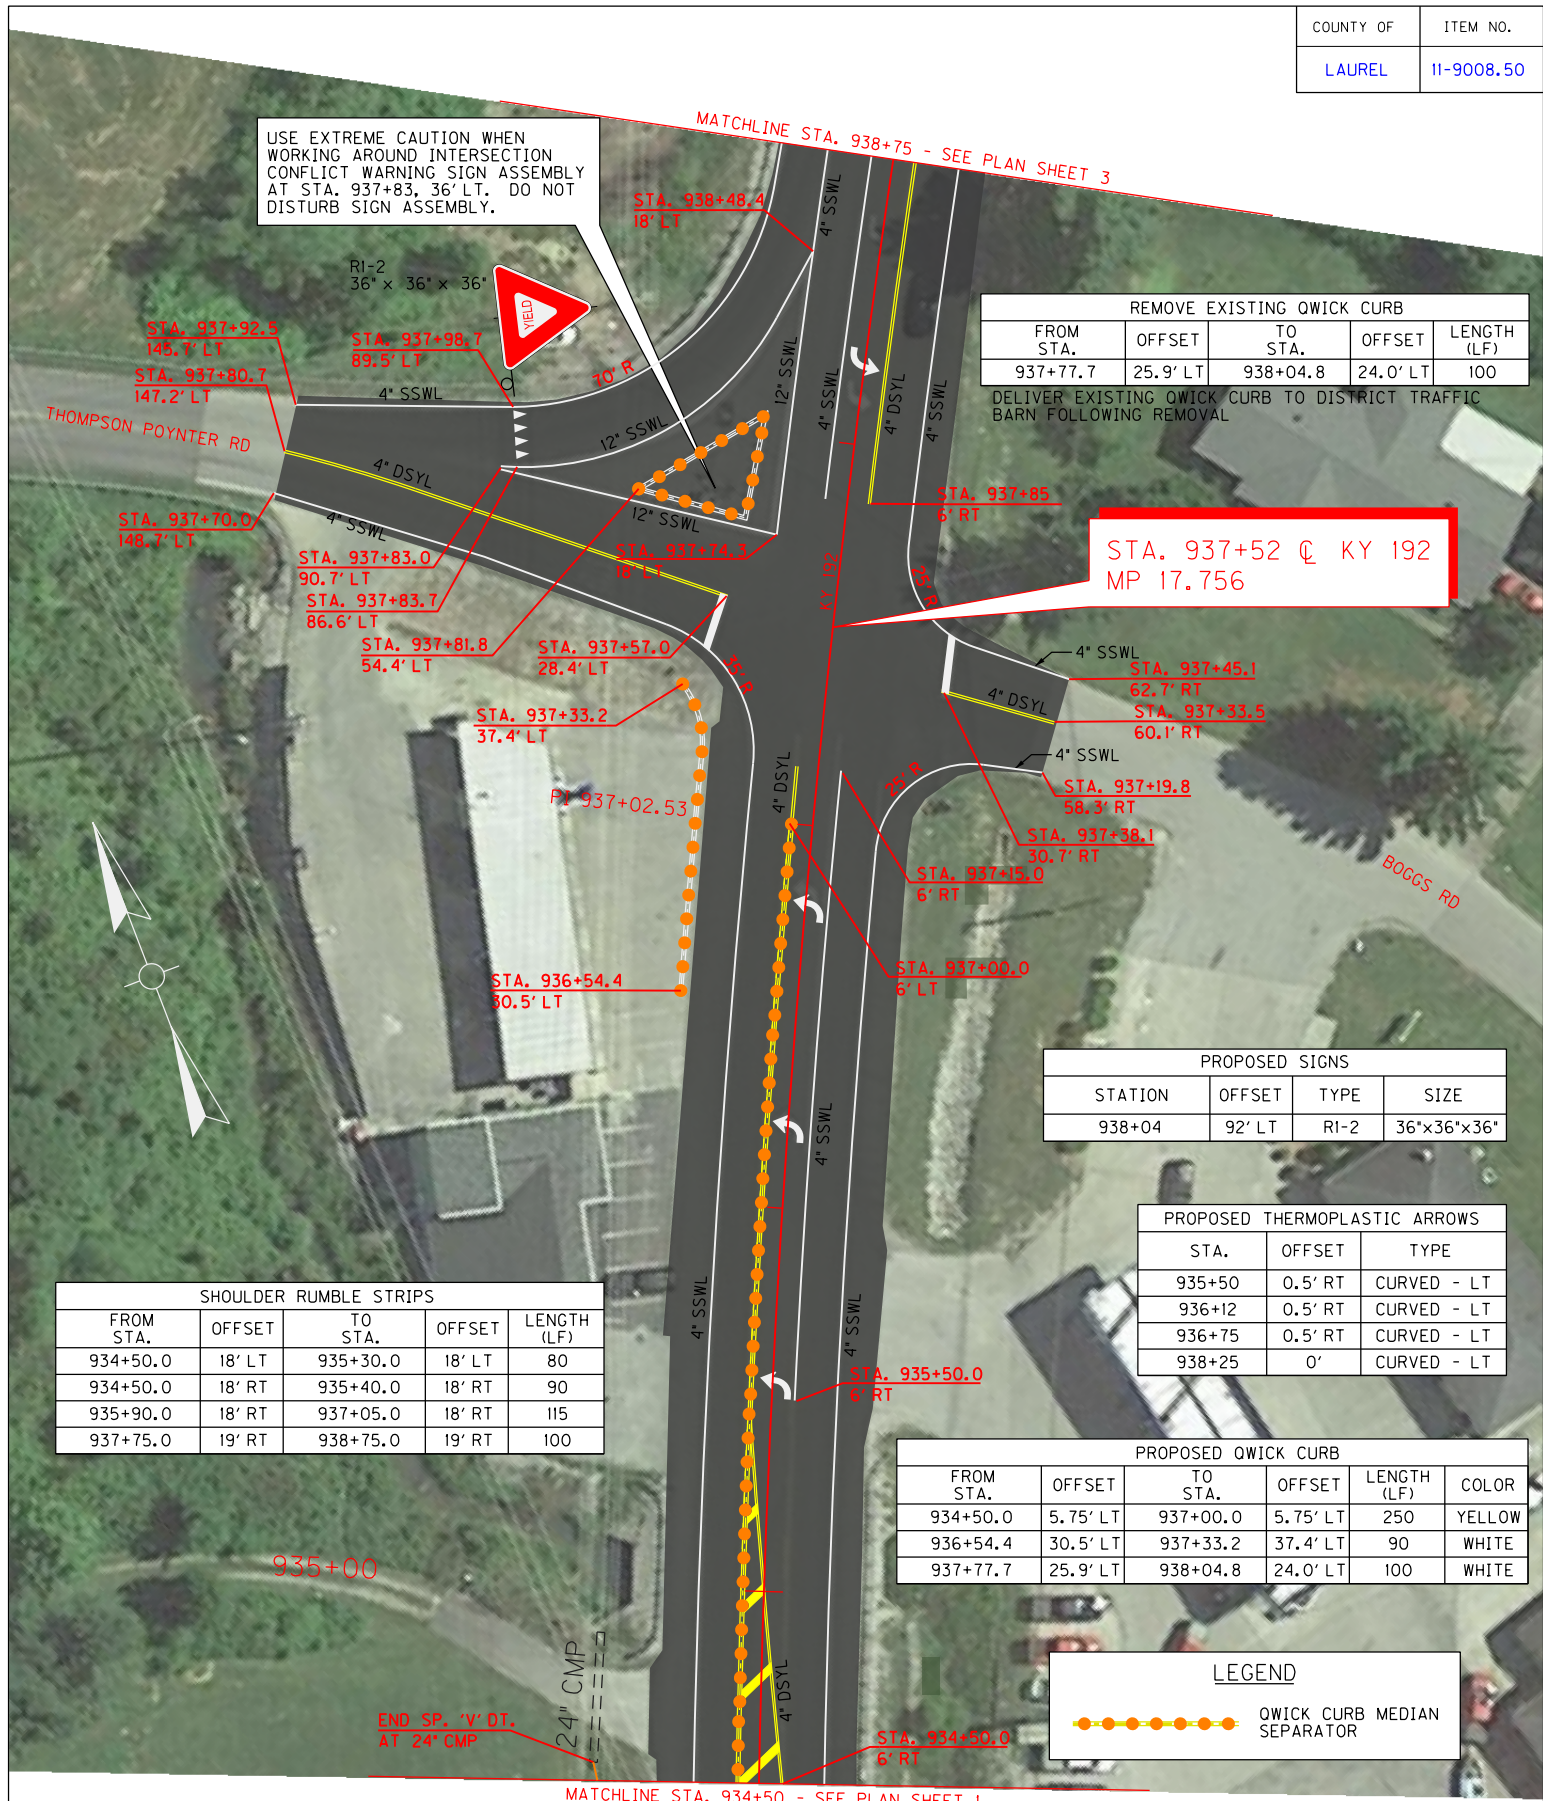 COUNTY OF ITEM NO.
LAUREL 11-9008.50
MATCHLINE STA. 938+75 - SEE PLAN SHEET 3
USE EXTREME CAUTION WHEN
WORKING AROUND INTERSECTION
CONFLICT WARNING SIGN ASSEMBLY
AT STA. 937+83, 36' LT. DO NOT
DISTURB SIGN ASSEMBLY.
STA. 938+48.4
18' LT
4" SSWL
R1-2
36" x 36" x 36"
YIELD
STA. 937+92.5
145.7' LT
STA. 937+98.7
89.5' LT
STA. 937+80.7
147.2' LT
THOMPSON POYNTER RD
4" SSWL
70' R
12" SSWL
12" SSWL
4" SSWL
4" DSYL
4" SSWL
REMOVE EXISTING QWICK CURB
FROM STA. OFFSET TO STA. OFFSET LENGTH (LF)
937+77.7 25.9' LT 938+04.8 24.0' LT 100
DELIVER EXISTING QWICK CURB TO DISTRICT TRAFFIC
BARN FOLLOWING REMOVAL
4" DSYL
4" SSWL
12" SSWL
STA. 937+70.0
148.7' LT
STA. 937+83.0
90.7' LT
STA. 937+83.7
86.6' LT
STA. 937+81.8
54.4' LT
STA. 937+74.3
18' LT
STA. 937+57.0
28.4' LT
STA. 937+85
6' RT
KY 192
25' R
STA. 937+52 ℄ KY 192
MP 17.756
35' R
4" SSWL
STA. 937+45.1
62.7' RT
4" DSYL
STA. 937+33.5
60.1' RT
STA. 937+33.2
37.4' LT
4" SSWL
STA. 937+19.8
58.3' RT
25' R
4" DSYL
PI 937+02.53
STA. 937+38.1
30.7' RT
STA. 937+15.0
6' RT
BOGGS RD
STA. 937+00.0
6' LT
STA. 936+54.4
30.5' LT
PROPOSED SIGNS
STATION OFFSET TYPE SIZE
938+04 92' LT R1-2 36"x36"x36"
4" SSWL
PROPOSED THERMOPLASTIC ARROWS
STA. OFFSET TYPE
935+50 0.5' RT CURVED - LT
936+12 0.5' RT CURVED - LT
936+75 0.5' RT CURVED - LT
938+25 0' CURVED - LT
SHOULDER RUMBLE STRIPS
FROM STA. OFFSET TO STA. OFFSET LENGTH (LF)
934+50.0 18' LT 935+30.0 18' LT 80
934+50.0 18' RT 935+40.0 18' RT 90
935+90.0 18' RT 937+05.0 18' RT 115
937+75.0 19' RT 938+75.0 19' RT 100
4" SSWL
4" SSWL
STA. 935+50.0
6' RT
PROPOSED QWICK CURB
FROM STA. OFFSET TO STA. OFFSET LENGTH (LF) COLOR
934+50.0 5.75' LT 937+00.0 5.75' LT 250 YELLOW
936+54.4 30.5' LT 937+33.2 37.4' LT 90 WHITE
937+77.7 25.9' LT 938+04.8 24.0' LT 100 WHITE
935+00
24" CMP
4" DSYL
LEGEND
QWICK CURB MEDIAN
SEPARATOR
END SP. 'V' DT.
AT 24" CMP
STA. 934+50.0
6' RT
MATCHLINE STA. 934+50 - SEE PLAN SHEET 1